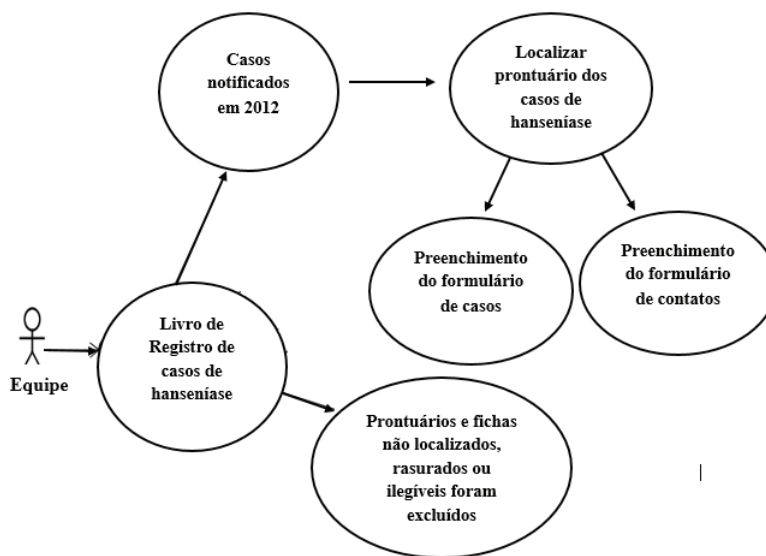 Casos
notificados
em 2012
Localizar
prontuário dos
casos de
hanseníase
Preenchimento
do formulário
de casos
Preenchimento
do formulário
de contatos
Equipe
Livro de
Registro de
casos de
hanseníase
Prontuários e fichas
não localizados,
rasurados ou
ilegíveis foram
excluídos